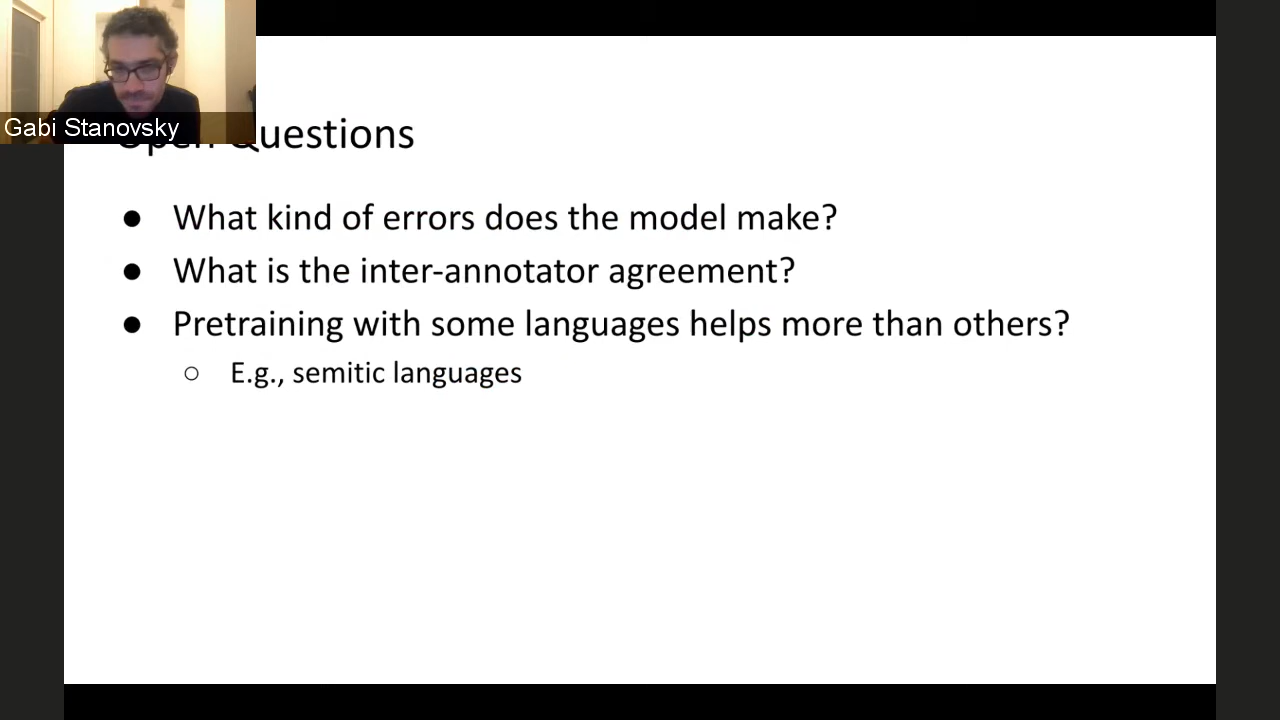 Gabi Stanovsky
Open Questions
● What kind of errors does the model make?
● What is the inter-annotator agreement?
● Pretraining with some languages helps more than others?
○ E.g., semitic languages